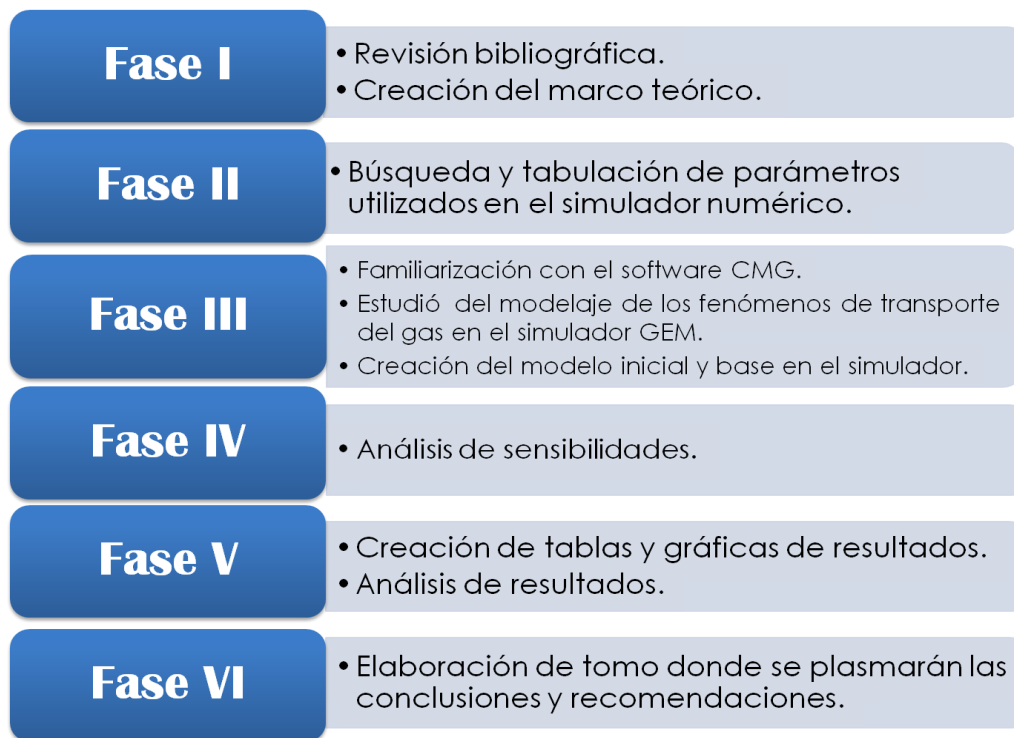 Fase I
• Revisión bibliográfica.
• Creación del marco teórico.
Fase II
• Búsqueda y tabulación de parámetros
utilizados en el simulador numérico.
Fase III
• Familiarización con el software CMG.
• Estudió del modelaje de los fenómenos de transporte
del gas en el simulador GEM.
• Creación del modelo inicial y base en el simulador.
Fase IV
• Análisis de sensibilidades.
Fase V
• Creación de tablas y gráficas de resultados.
• Análisis de resultados.
Fase VI
• Elaboración de tomo donde se plasmarán las
conclusiones y recomendaciones.